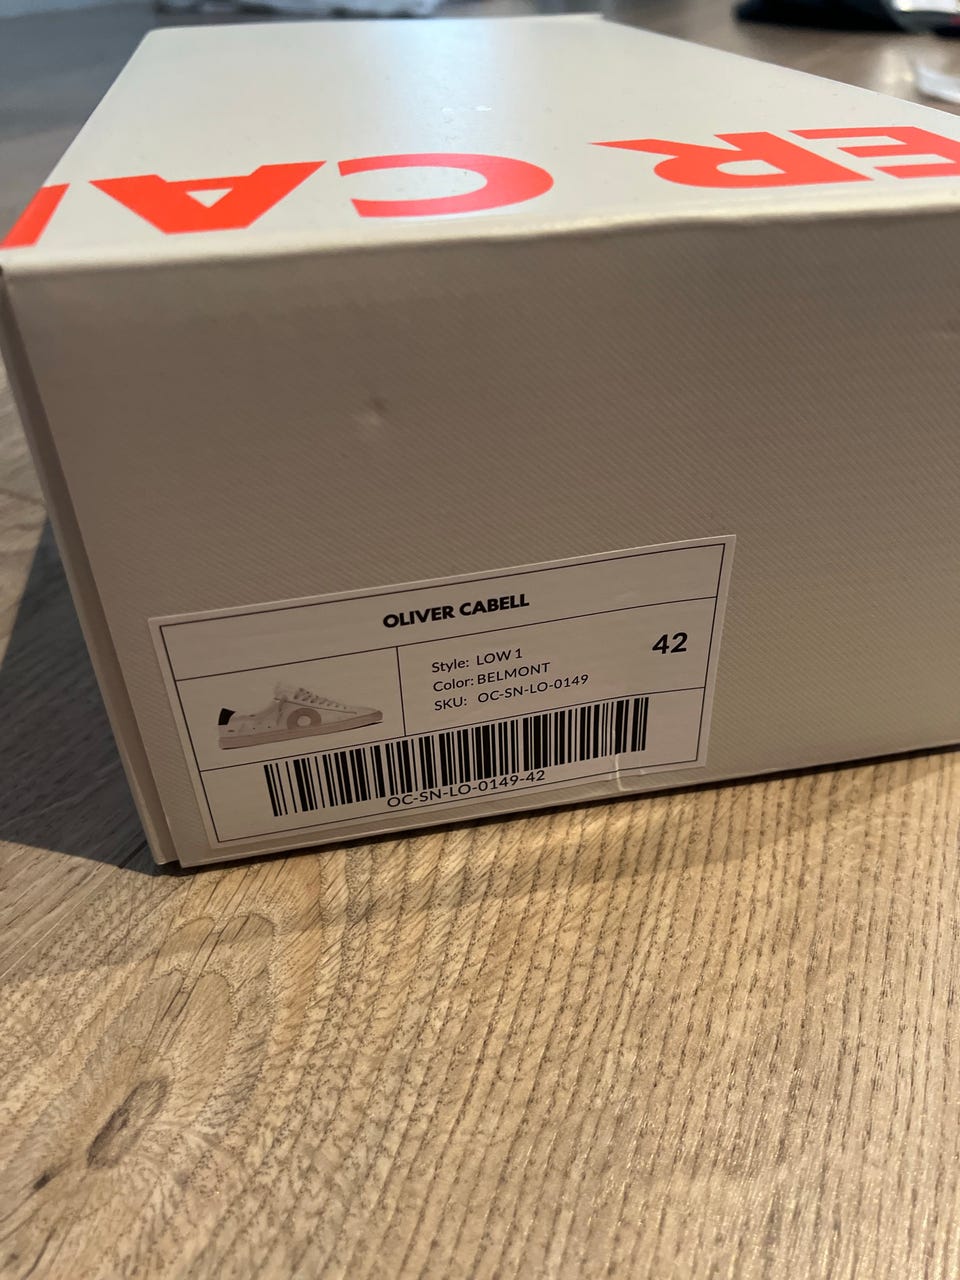 ER CA
OLIVER CABELL
Style: LOW 1
Color: BELMONT
SKU: OC-SN-LO-0149
42
OC-SN-LO-0149-42